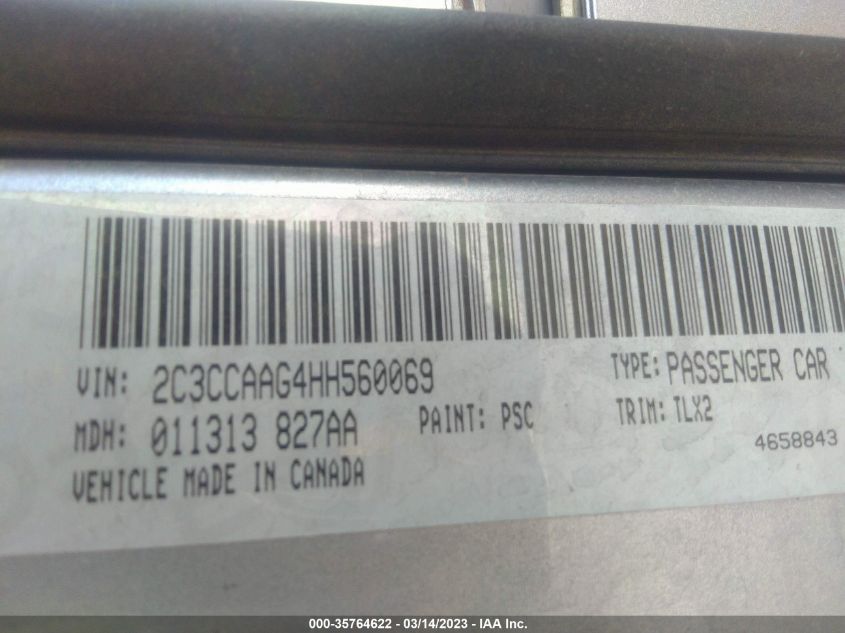 VIN: 2C3CCAAG4HH560069 TYPE: PASSENGER CAR
MDH: 011313 827AA PAINT: PSC TRIM: TLX2
VEHICLE MADE IN CANADA 4658843
000-35764622 - 03/14/2023 - IAA Inc.